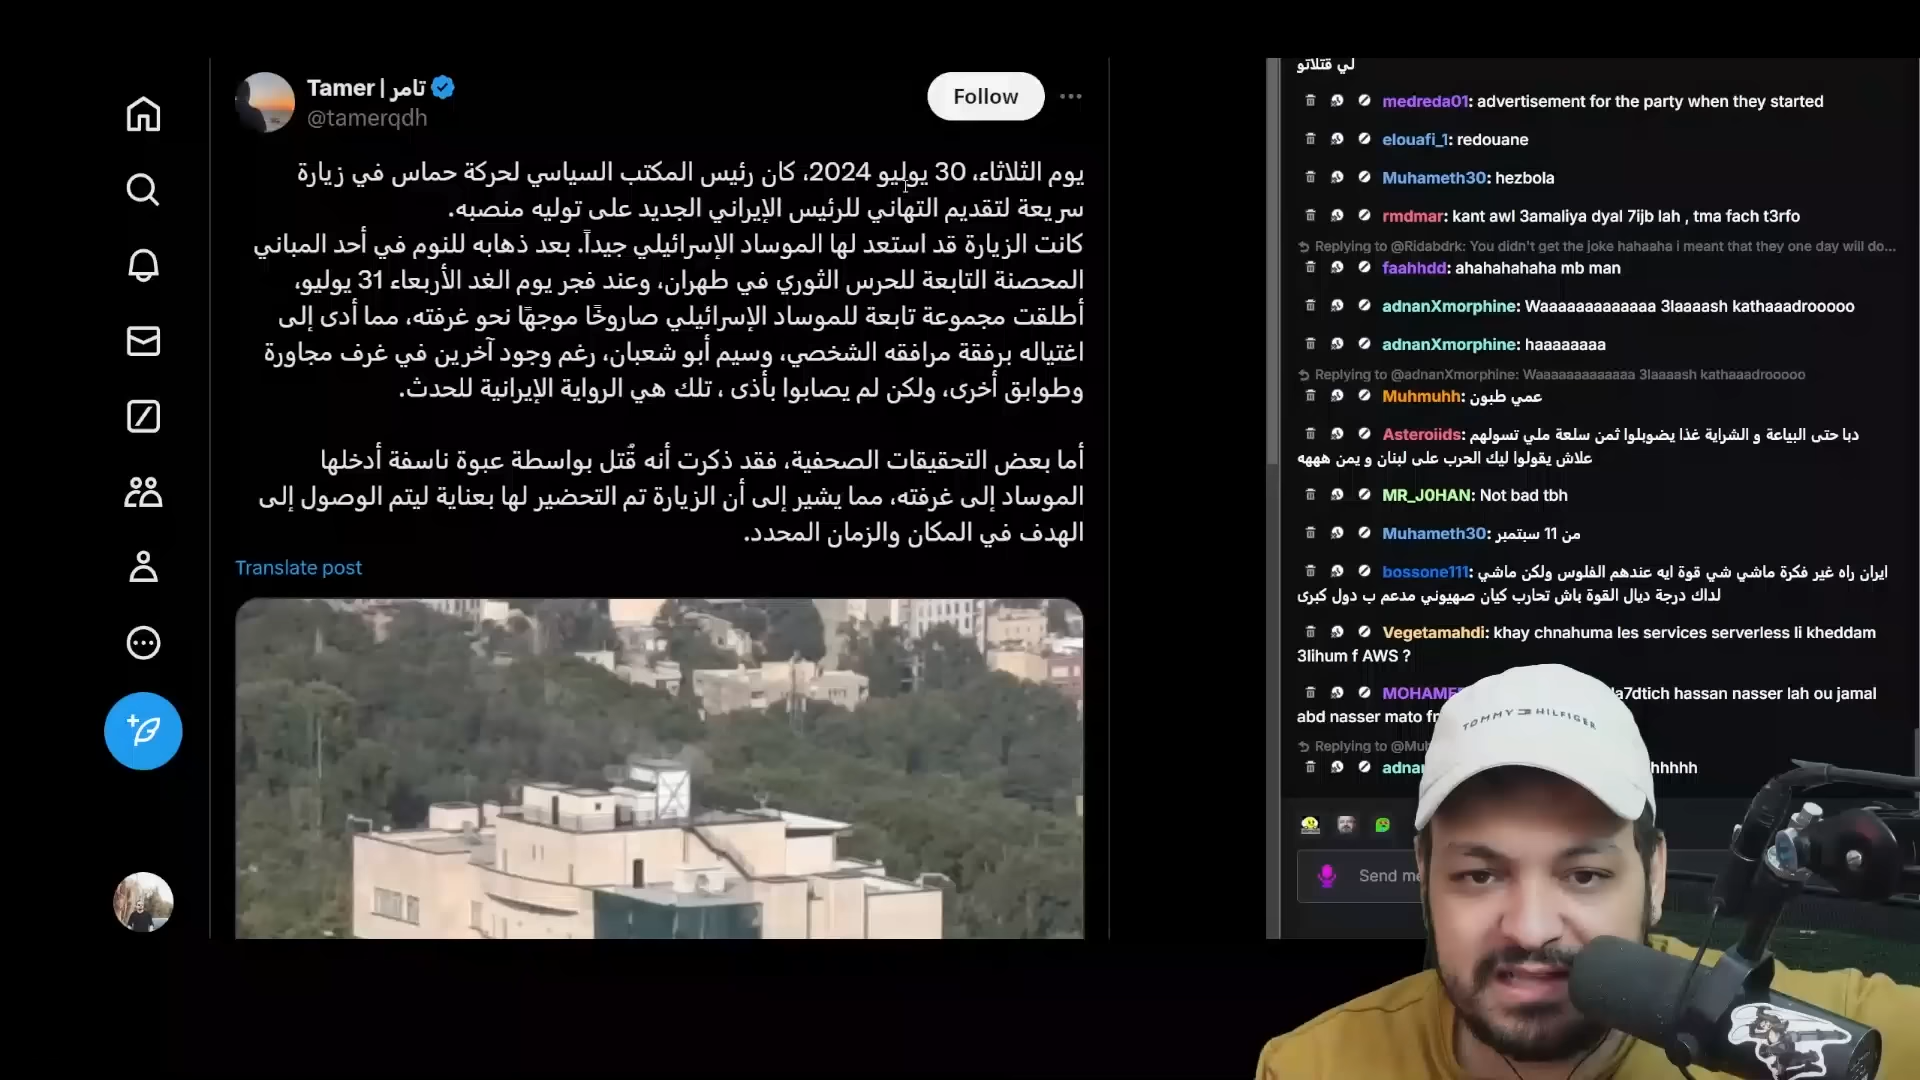 Tamer | تامر
@tamerqdh
Follow
يوم الثلاثاء، 30 يوليو 2024، كان رئيس المكتب السياسي لحركة حماس في زيارة
سريعة لتقديم التهاني للرئيس الإيراني الجديد على توليه منصبه.
كانت الزيارة قد استعد لها الموساد الإسرائيلي جيداً. بعد ذهابه للنوم في أحد المباني
المحصنة التابعة للحرس الثوري في طهران، وعند فجر يوم الغد الأربعاء 31 يوليو،
أطلقت مجموعة تابعة للموساد الإسرائيلي صاروخًا موجهًا نحو غرفته، مما أدى إلى
اغتياله برفقة مرافقه الشخصي، وسيم أبو شعبان، رغم وجود آخرين في غرف مجاورة
وطوابق أخرى، ولكن لم يصابوا بأذى ، تلك هي الرواية الإيرانية للحدث.
أما بعض التحقيقات الصحفية، فقد ذكرت أنه قُتل بواسطة عبوة ناسفة أدخلها
الموساد إلى غرفته، مما يشير إلى أن الزيارة تم التحضير لها بعناية ليتم الوصول إلى
الهدف في المكان والزمان المحدد.
Translate post
لي قتلاتو
medreda01: advertisement for the party when they started
elouafi_1: redouane
Muhameth30: hezbola
rmdmar: kant awl 3amaliya dyal 7ijb lah , tma fach t3rfo
Replying to @Ridabdrk: You didn't get the joke hahaaha i meant that they one day will do...
faahhdd: ahahahahaha mb man
adnanXmorphine: Waaaaaaaaaaaaa 3laaaash kathaaadrooooo
adnanXmorphine: haaaaaaaa
Replying to @adnanXmorphine: Waaaaaaaaaaaaa 3laaaash kathaaadrooooo
Muhmuhh: عمي طبون
Asteroiids: دبا حتى البياعة و الشراية غذا يضوبلوا ثمن سلعة ملي تسولهم
علاش يقولوا ليك الحرب على لبنان و يمن هههه
MR_J0HAN: Not bad tbh
Muhameth30: من 11 سبتمبر
bossone111: ايران راه غير فكرة ماشي شي قوة ايه عندهم الفلوس ولكن ماشي
لداك درجة ديال القوة باش تحارب كيان صهيوني مدعم ب دول كبرى
Vegetamahdi: khay chnahuma les services serverless li kheddam
3lihum f AWS ?
MOHAME a7dtich hassan nasser lah ou jamal
abd nasser mato
Replying to
adna hhhhh
Send me
TOMMY HILFIGER